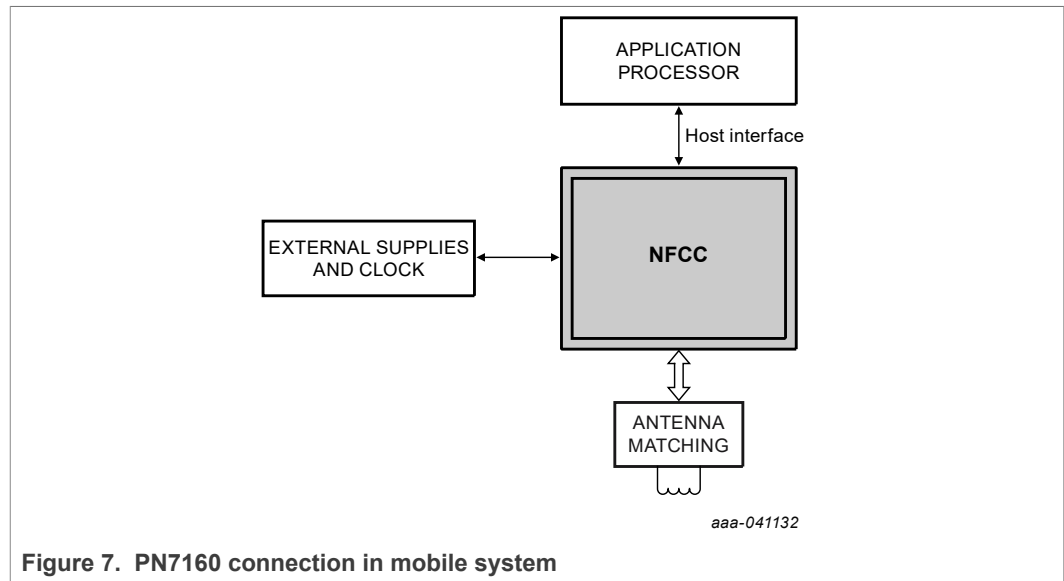 APPLICATION
PROCESSOR
Host interface
EXTERNAL SUPPLIES
AND CLOCK
NFCC
ANTENNA
MATCHING
aaa-041132
Figure 7. PN7160 connection in mobile system